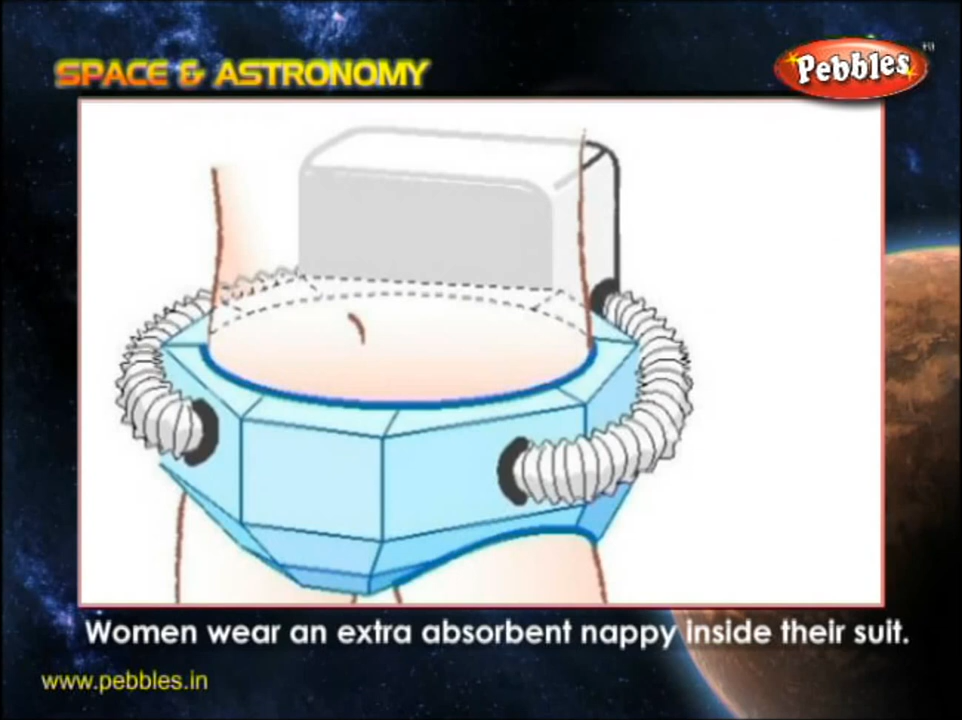 SPACE & ASTRONOMY
Pebbles
Women wear an extra absorbent nappy inside their suit.
www.pebbles.in